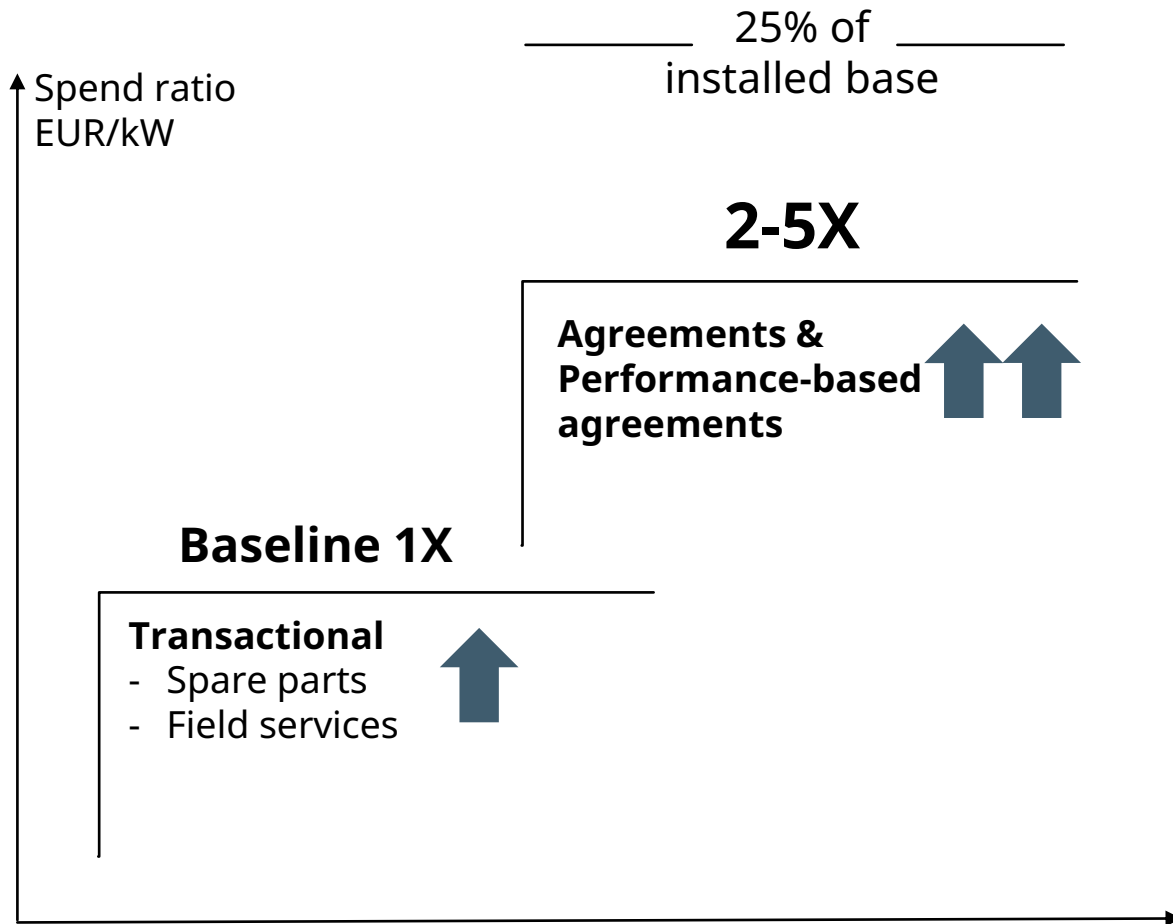 25% of
installed base
Spend ratio
EUR/kW
2-5X
Agreements &
Performance-based
agreements
Baseline 1X
Transactional
- Spare parts
- Field services